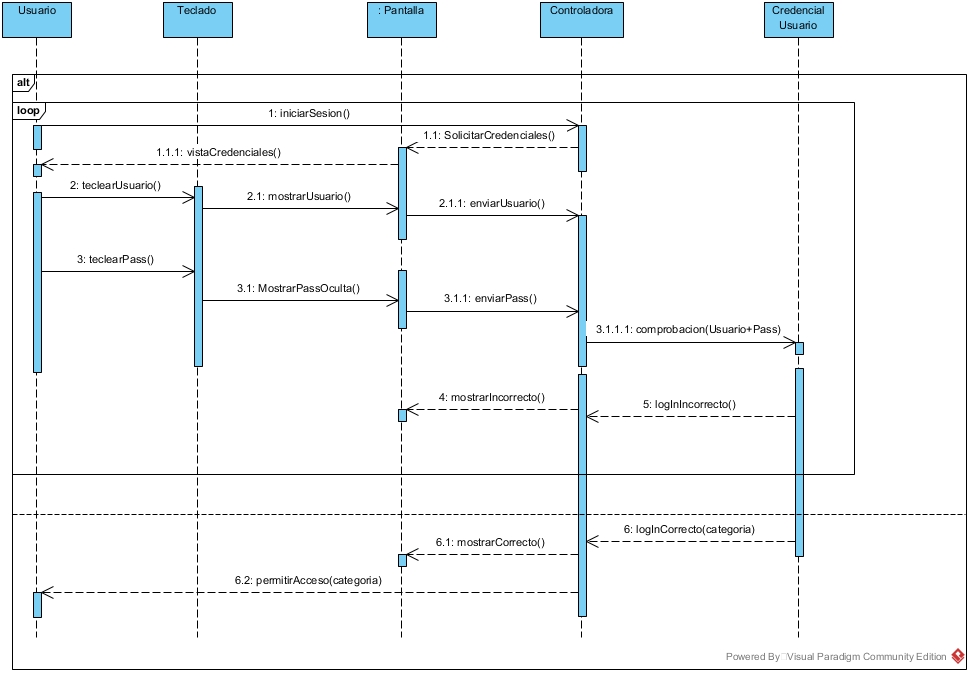 Usuario
Teclado
: Pantalla
Controladora
Credencial
Usuario
alt
loop
1: iniciarSesion()
1.1: SolicitarCredenciales()
1.1.1: vistaCredenciales()
2: teclearUsuario()
2.1: mostrarUsuario()
2.1.1: enviarUsuario()
3: teclearPass()
3.1: MostrarPassOculta()
3.1.1: enviarPass()
3.1.1.1: comprobacion(Usuario+Pass)
4: mostrarIncorrecto()
5: logInIncorrecto()
6: logInCorrecto(categoria)
6.1: mostrarCorrecto()
6.2: permitirAcceso(categoria)
Powered By Visual Paradigm Community Edition